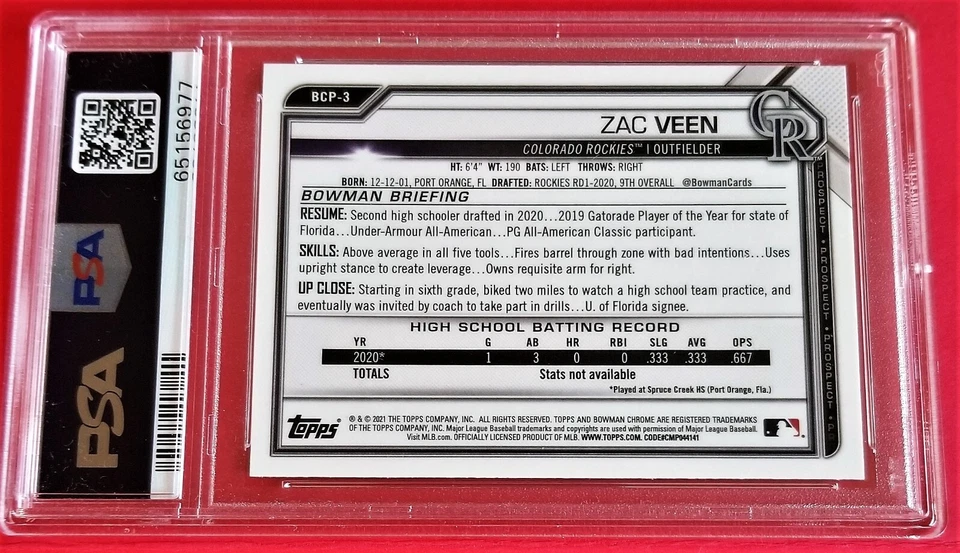 65156977
PSA
PSA
BCP-3
ZAC VEEN
CR
COLORADO ROCKIES™ | OUTFIELDER
HT: 6'4" WT: 190 BATS: LEFT THROWS: RIGHT
BORN: 12-12-01, PORT ORANGE, FL DRAFTED: ROCKIES RD1-2020, 9TH OVERALL @BowmanCards
BOWMAN BRIEFING
RESUME: Second high schooler drafted in 2020...2019 Gatorade Player of the Year for state of
Florida...Under-Armour All-American...PG All-American Classic participant.
SKILLS: Above average in all five tools...Fires barrel through zone with bad intentions...Uses
upright stance to create leverage...Owns requisite arm for right.
UP CLOSE: Starting in sixth grade, biked two miles to watch a high school team practice, and
eventually was invited by coach to take part in drills...U. of Florida signee.
HIGH SCHOOL BATTING RECORD
YR G AB HR RBI SLG AVG OPS
2020* 1 3 0 0 .333 .333 .667
TOTALS Stats not available
*Played at Spruce Creek HS (Port Orange, Fla.)
PROSPECT • PROSPECT • PROSPECT • PROSPECT • P
Topps
® & © 2021 THE TOPPS COMPANY, INC. ALL RIGHTS RESERVED. TOPPS AND BOWMAN CHROME ARE REGISTERED TRADEMARKS
OF THE TOPPS COMPANY, INC. Major League Baseball trademarks and copyrights are used with permission of Major League Baseball.
Visit MLB.com. OFFICIALLY LICENSED PRODUCT OF MLB. WWW.TOPPS.COM. CODE#CMP044141